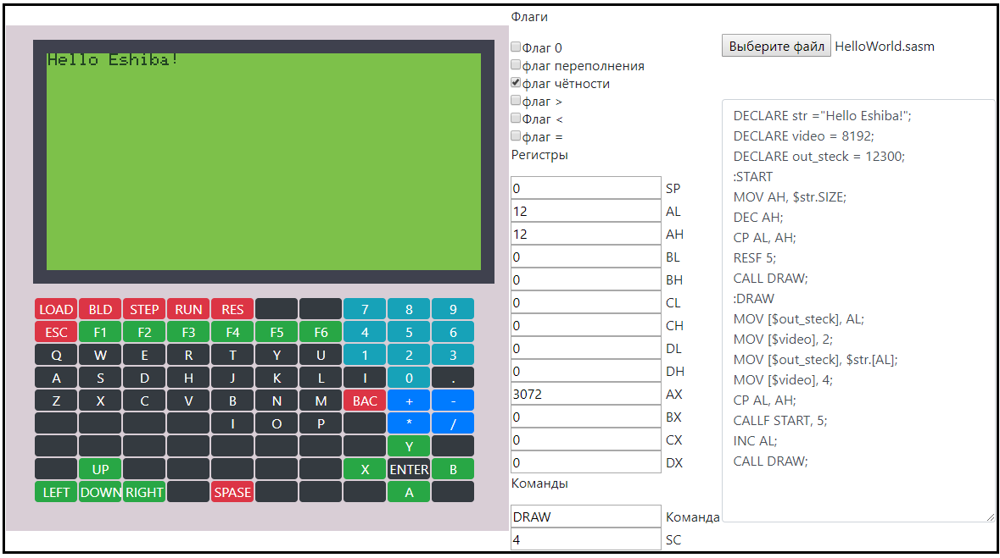 Hello Eshiba!
LOAD BLD STEP RUN RES 7 8 9
ESC F1 F2 F3 F4 F5 F6 4 5 6
Q W E R T Y U 1 2 3
A S D H J K L I 0 .
Z X C V B N M BAC + -
I O P * /
Y
UP X ENTER B
LEFT DOWN RIGHT SPASE A
Флаги
Флаг 0
флаг переполнения
флаг чётности
флаг >
Флаг <
флаг =
Регистры
0 SP
12 AL
12 AH
0 BL
0 BH
0 CL
0 CH
0 DL
0 DH
3072 AX
0 BX
0 CX
0 DX
Команды
DRAW Команда
4 SC
Выберите файл HelloWorld.sasm
DECLARE str ="Hello Eshiba!";
DECLARE video = 8192;
DECLARE out_steck = 12300;
:START
MOV AH, $str.SIZE;
DEC AH;
CP AL, AH;
RESF 5;
CALL DRAW;
:DRAW
MOV [$out_steck], AL;
MOV [$video], 2;
MOV [$out_steck], $str.[AL];
MOV [$video], 4;
CP AL, AH;
CALLF START, 5;
INC AL;
CALL DRAW;